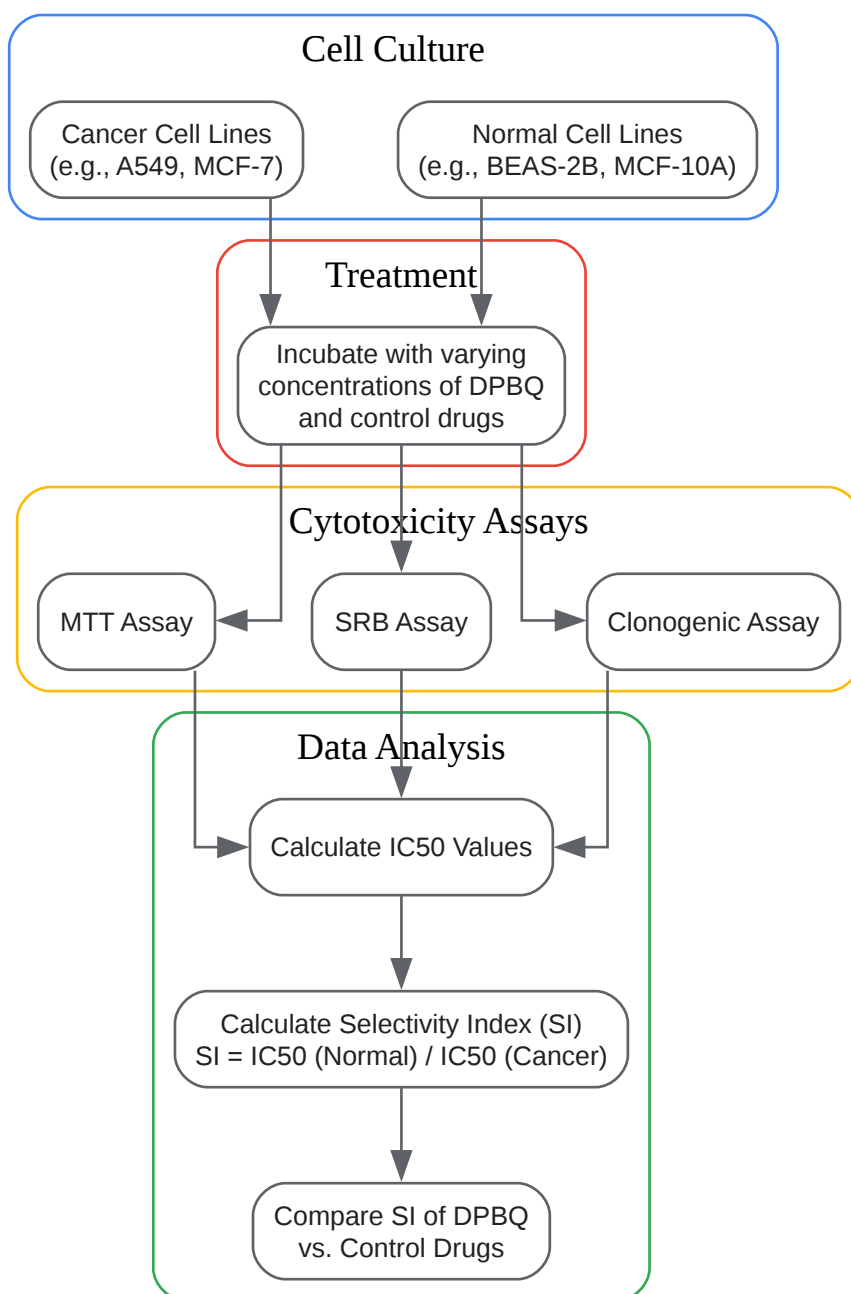 Cell Culture
Cancer Cell Lines
(e.g., A549, MCF-7)
Normal Cell Lines
(e.g., BEAS-2B, MCF-10A)
Treatment
Incubate with varying
concentrations of DPBQ
and control drugs
Cytotoxicity Assays
MTT Assay
SRB Assay
Clonogenic Assay
Data Analysis
Calculate IC50 Values
Calculate Selectivity Index (SI)
SI = IC50 (Normal) / IC50 (Cancer)
Compare SI of DPBQ
vs. Control Drugs